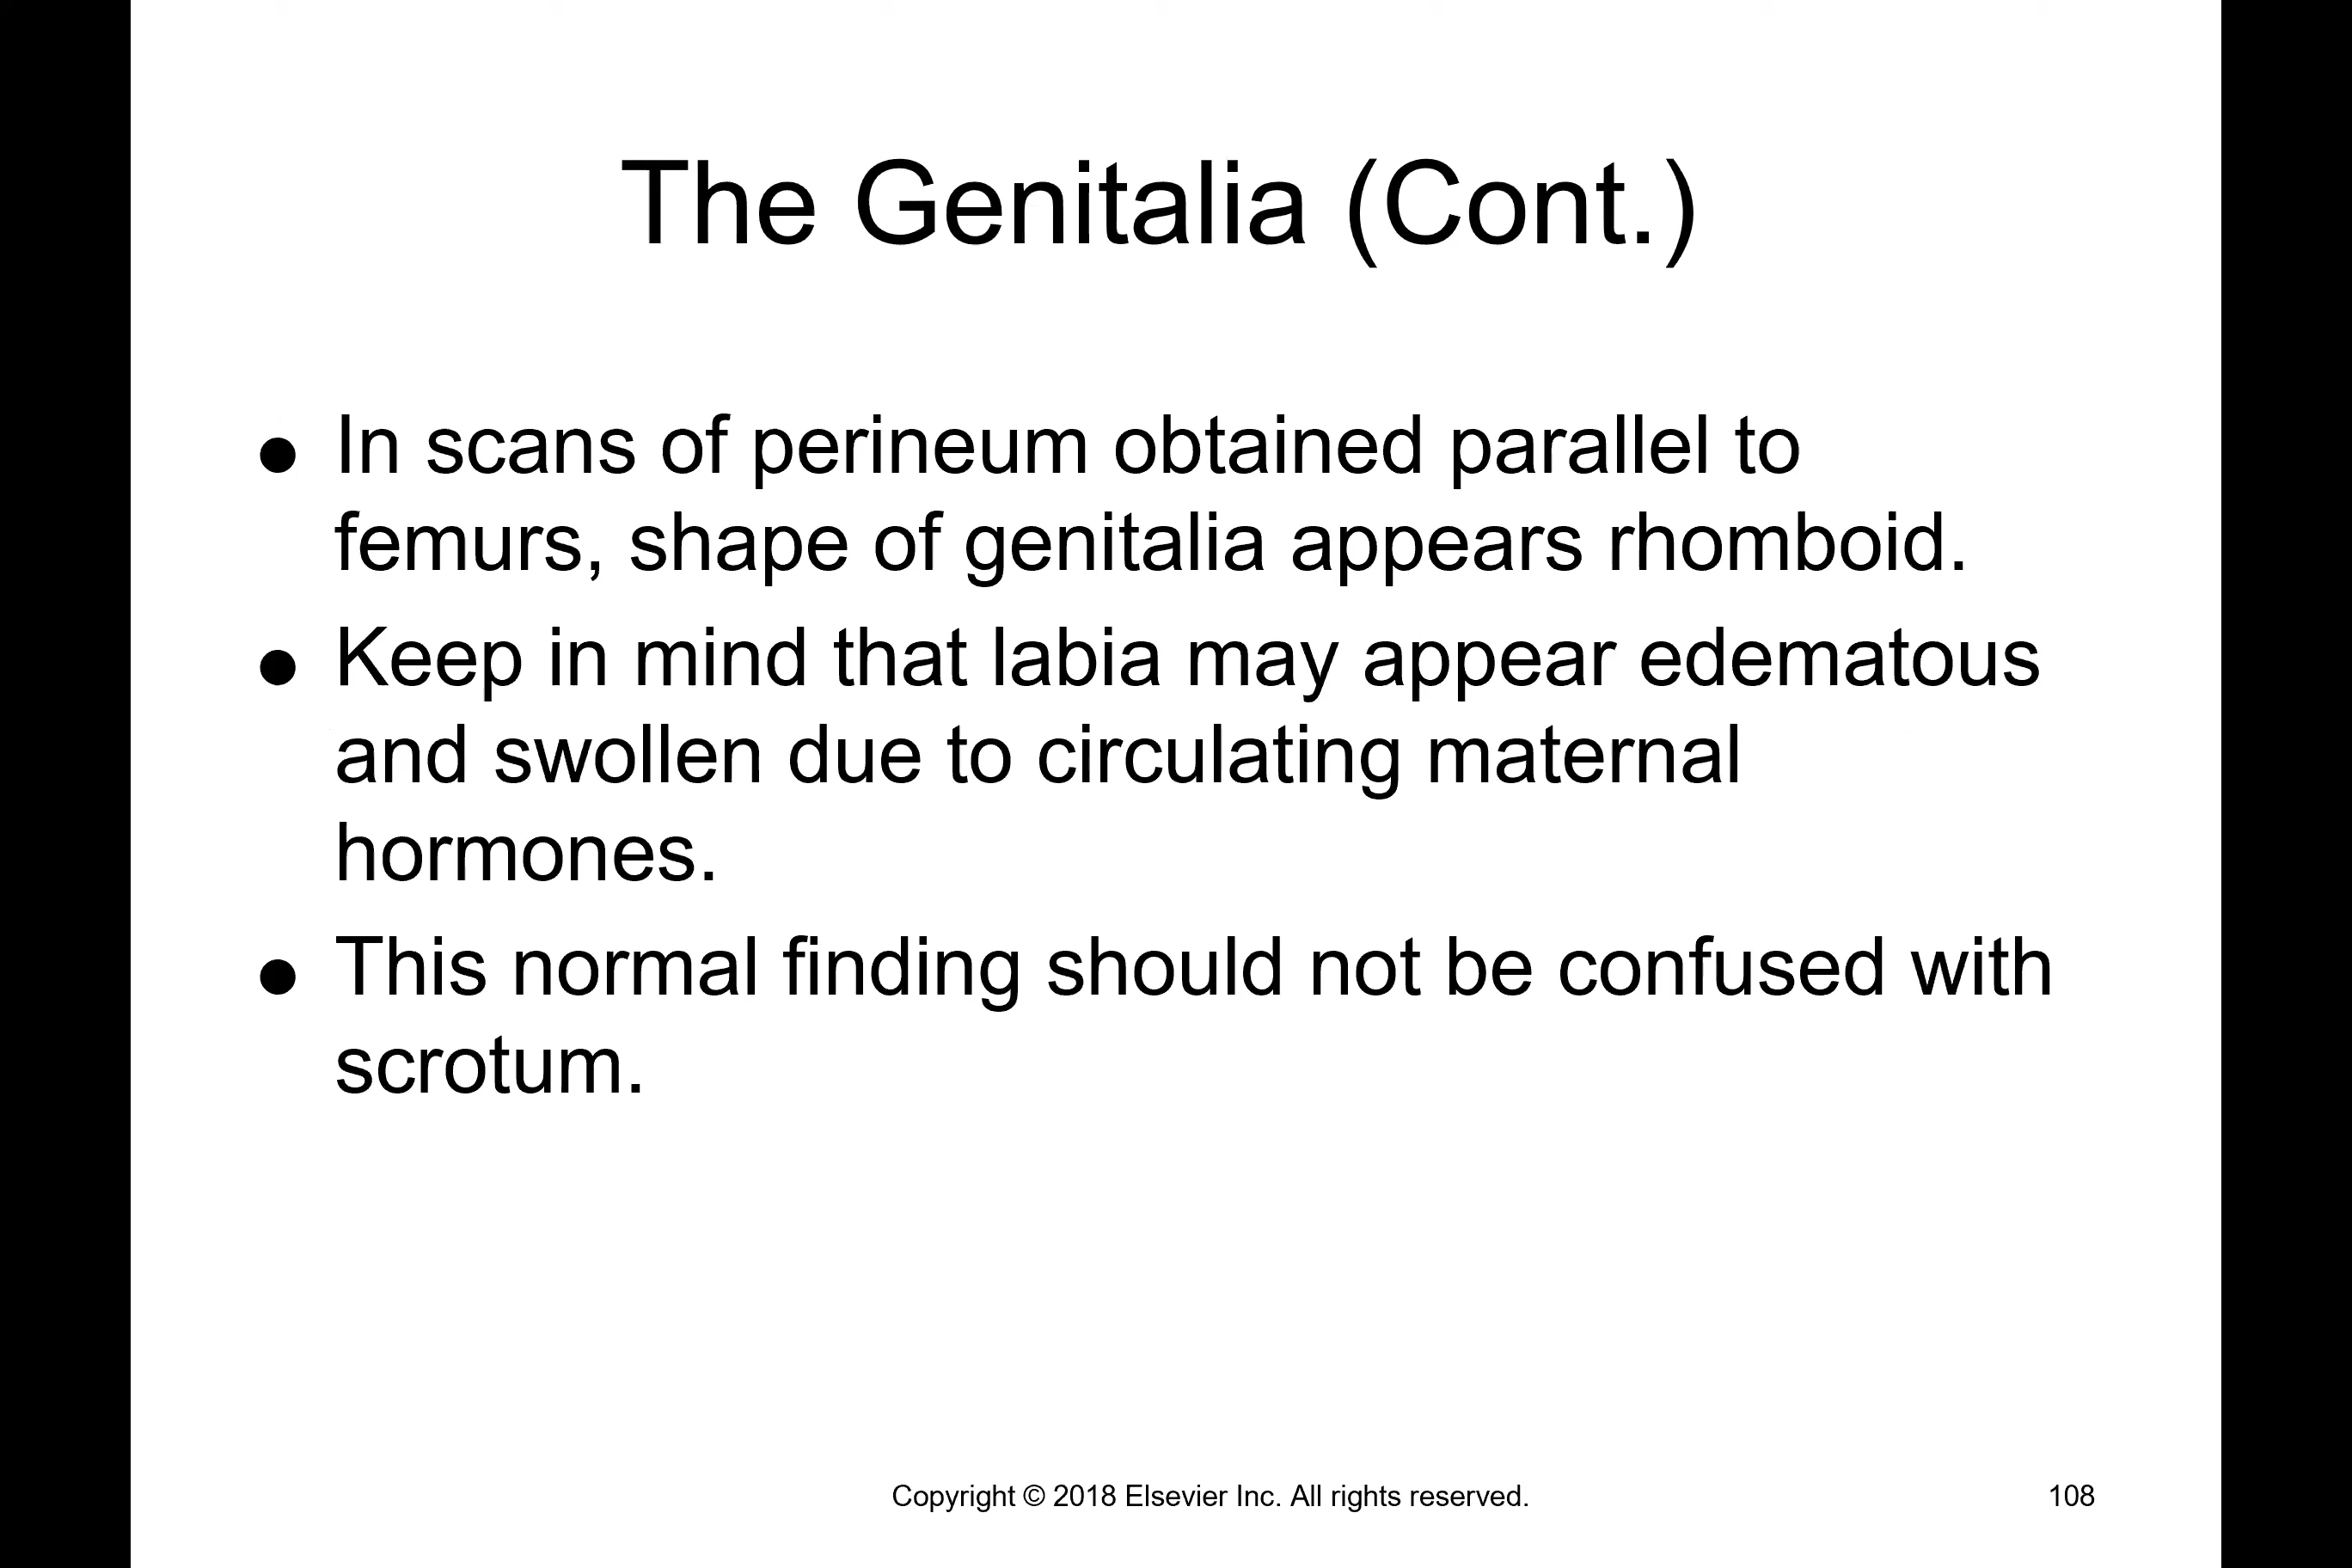 The Genitalia (Cont.)
● In scans of perineum obtained parallel to
femurs, shape of genitalia appears rhomboid.
● Keep in mind that labia may appear edematous
and swollen due to circulating maternal
hormones.
● This normal finding should not be confused with
scrotum.
Copyright © 2018 Elsevier Inc. All rights reserved.
108